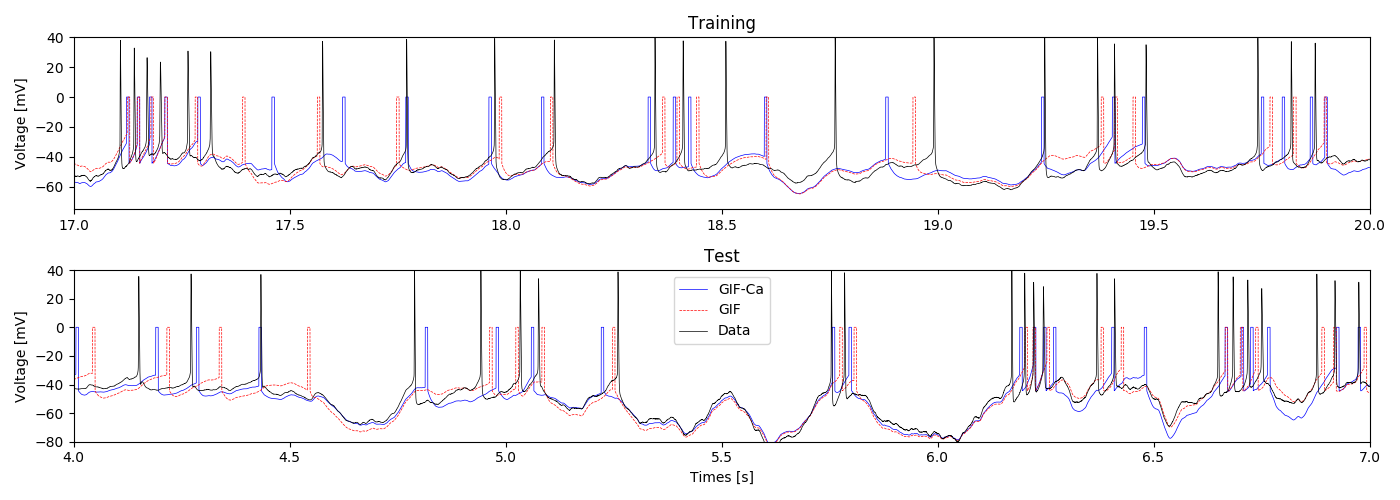 Training
Voltage [mV]
40
20
0
−20
−40
−60
17.0 17.5 18.0 18.5 19.0 19.5 20.0
Test
Voltage [mV]
40
20
0
−20
−40
−60
−80
GIF-Ca
GIF
Data
4.0 4.5 5.0 5.5 6.0 6.5 7.0
Times [s]